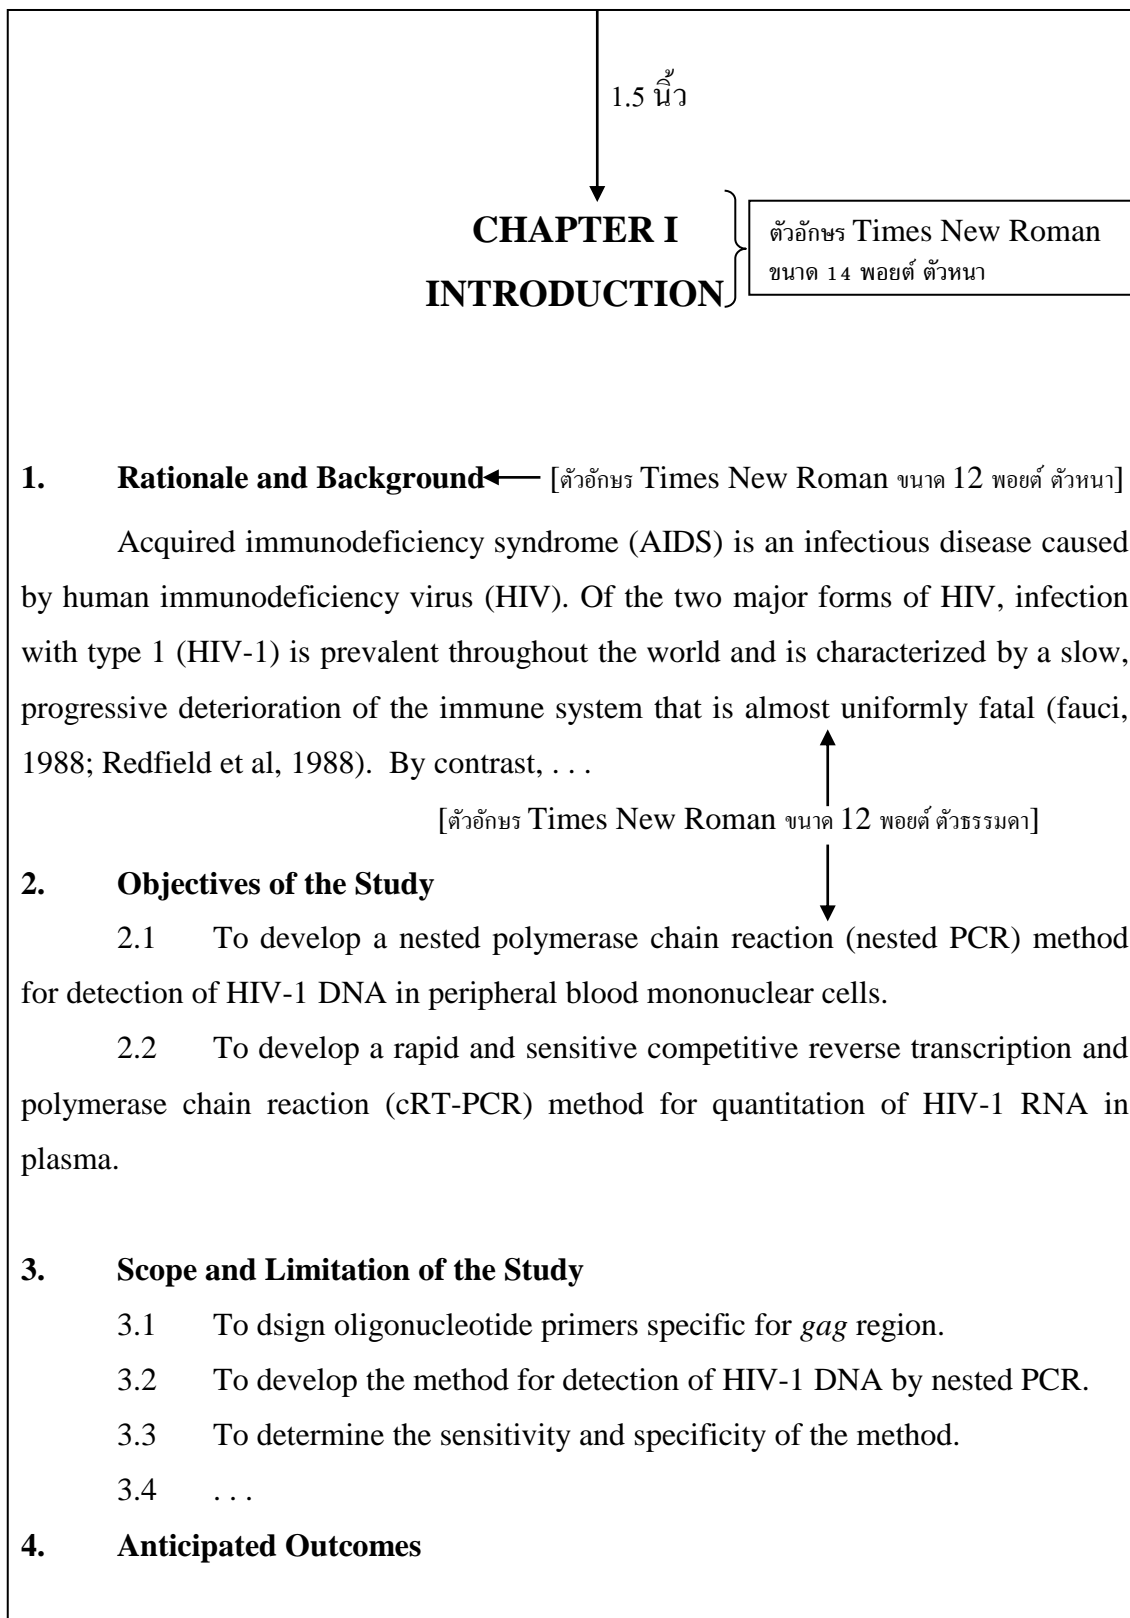 1.5 นิ้ว
CHAPTER I
INTRODUCTION
ตัวอักษร Times New Roman
ขนาด 14 พอยต์ ตัวหนา
1. Rationale and Background [ตัวอักษร Times New Roman ขนาด 12 พอยต์ ตัวหนา]
Acquired immunodeficiency syndrome (AIDS) is an infectious disease caused
by human immunodeficiency virus (HIV). Of the two major forms of HIV, infection
with type 1 (HIV-1) is prevalent throughout the world and is characterized by a slow,
progressive deterioration of the immune system that is almost uniformly fatal (fauci,
1988; Redfield et al, 1988). By contrast, . . .
[ตัวอักษร Times New Roman ขนาด 12 พอยต์ ตัวธรรมดา]
2. Objectives of the Study
2.1 To develop a nested polymerase chain reaction (nested PCR) method
for detection of HIV-1 DNA in peripheral blood mononuclear cells.
2.2 To develop a rapid and sensitive competitive reverse transcription and
polymerase chain reaction (cRT-PCR) method for quantitation of HIV-1 RNA in
plasma.
3. Scope and Limitation of the Study
3.1 To dsign oligonucleotide primers specific for gag region.
3.2 To develop the method for detection of HIV-1 DNA by nested PCR.
3.3 To determine the sensitivity and specificity of the method.
3.4 . . .
4. Anticipated Outcomes